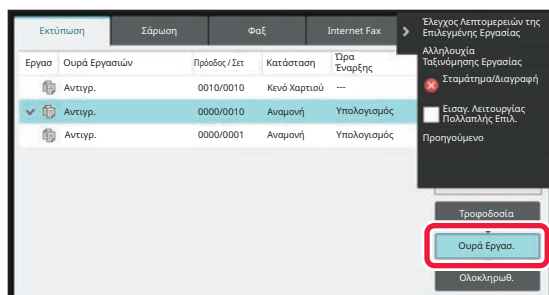 Εκτύπωση
Σάρωση
Φαξ
Internet Fax
Εργασ
Ουρά Εργασιών
Πρόοδος / Σετ
Κατάσταση
Ώρα
Έναρξης
Αντιγρ.
0010/0010
Κενό Χαρτιού
---
Αντιγρ.
0000/0010
Αναμονή
Υπολογισμός
Αντιγρ.
0000/0001
Αναμονή
Υπολογισμός
Έλεγχος Λεπτομερειών της
Επιλεγμένης Εργασίας
Αλληλουχία
Ταξινόμησης Εργασίας
Σταμάτημα/Διαγραφή
Εισαγ. Λειτουργίας
Πολλαπλής Επιλ.
Προηγούμενο
Τροφοδοσία
Ουρά Εργασ.
Ολοκληρωθ.